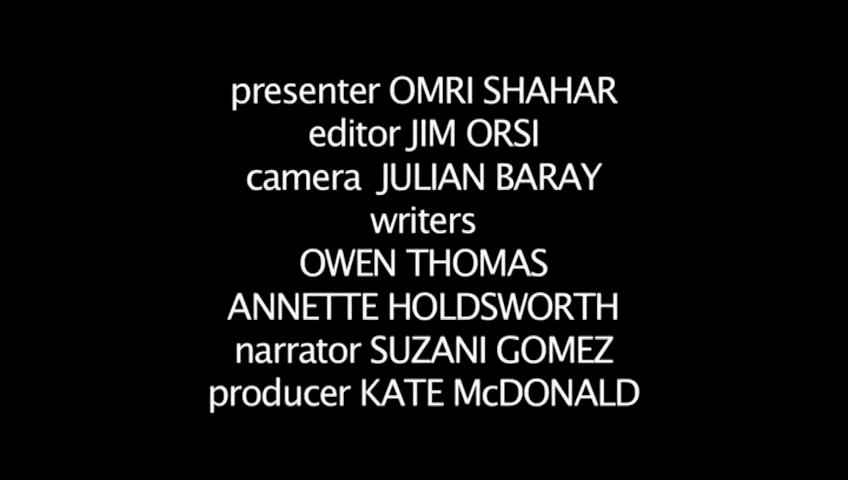 presenter OMRI SHAHAR
editor JIM ORSI
camera JULIAN BARAY
writers
OWEN THOMAS
ANNETTE HOLDSWORTH
narrator SUZANI GOMEZ
producer KATE McDONALD